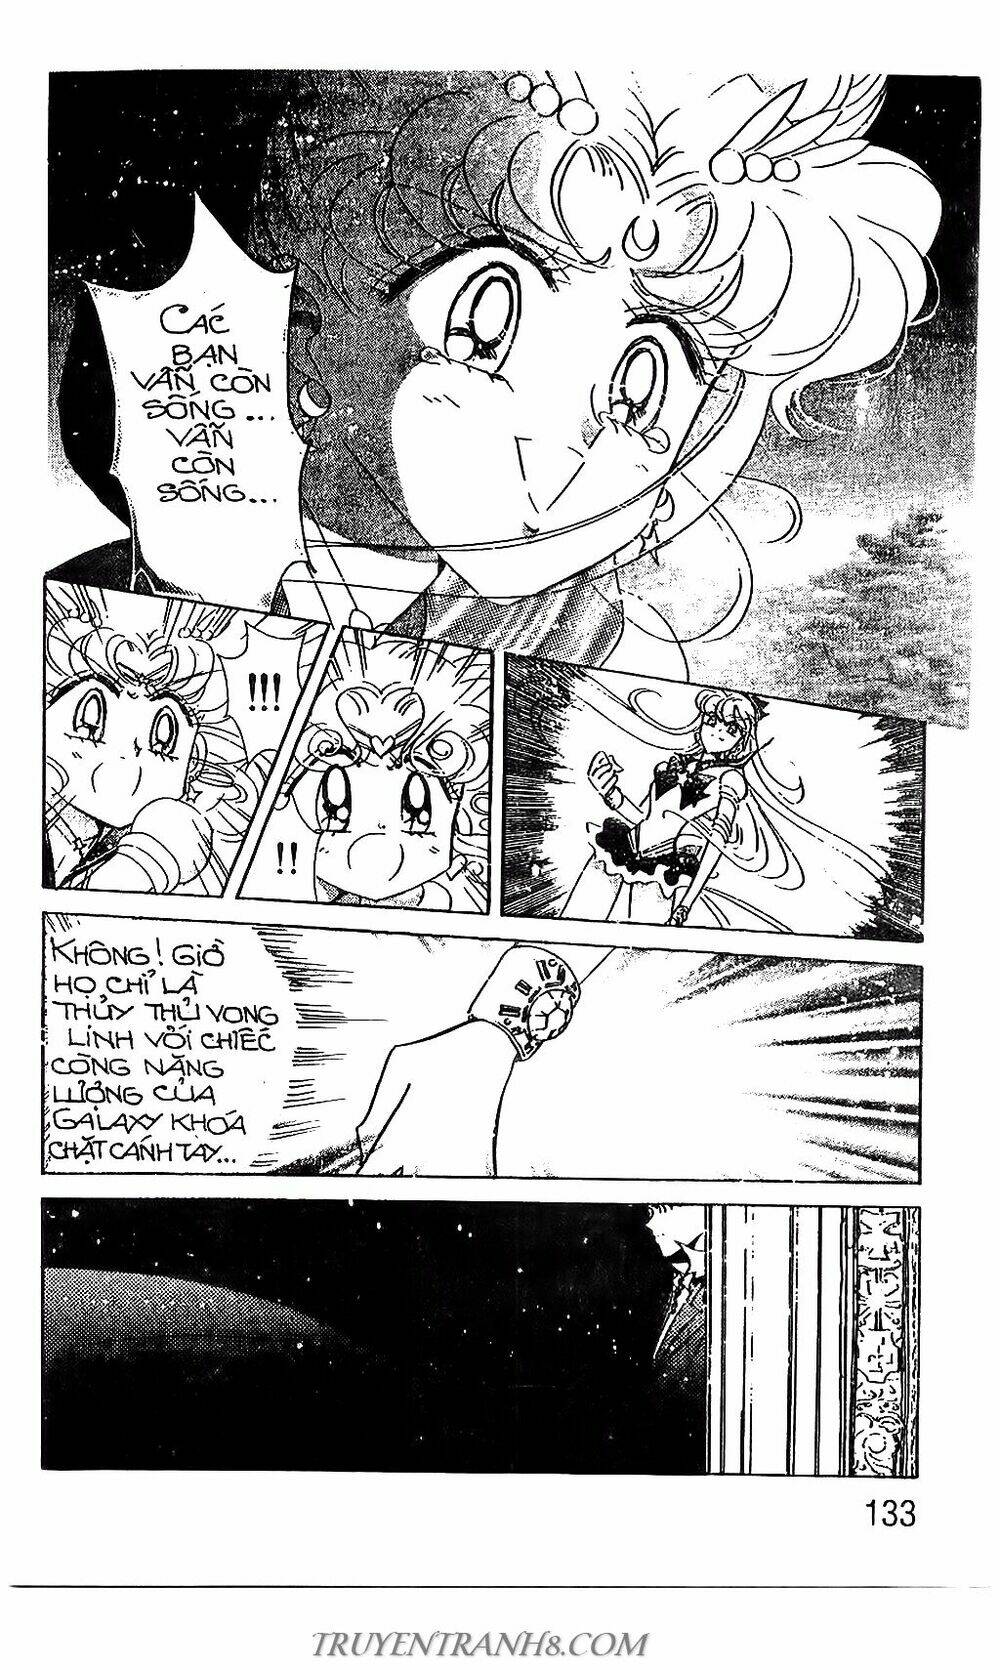 CÁC
BẠN
VẪN CÒN
SỐNG...
VẪN
CÒN
SỐNG...
!!!
!!
KHÔNG! GIỜ
HỌ CHỈ LÀ
THỦY THỦ VONG
LINH VỚI CHIẾC
CÒNG NĂNG
LƯỢNG CỦA
GALAXY KHOÁ
CHẶT CÁNH TAY...
133
TRUYENTRANH8.COM